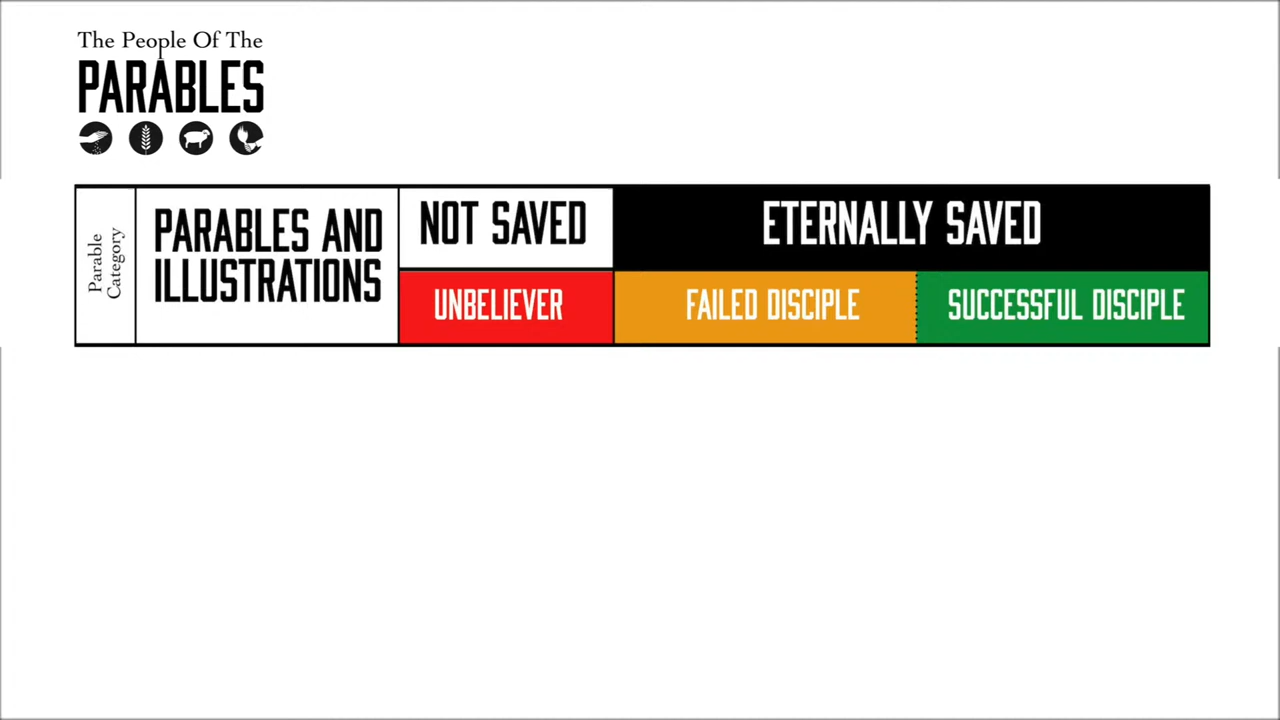 The People Of The
PARABLES
Parable
Category
PARABLES AND
ILLUSTRATIONS
NOT SAVED
ETERNALLY SAVED
UNBELIEVER
FAILED DISCIPLE
SUCCESSFUL DISCIPLE